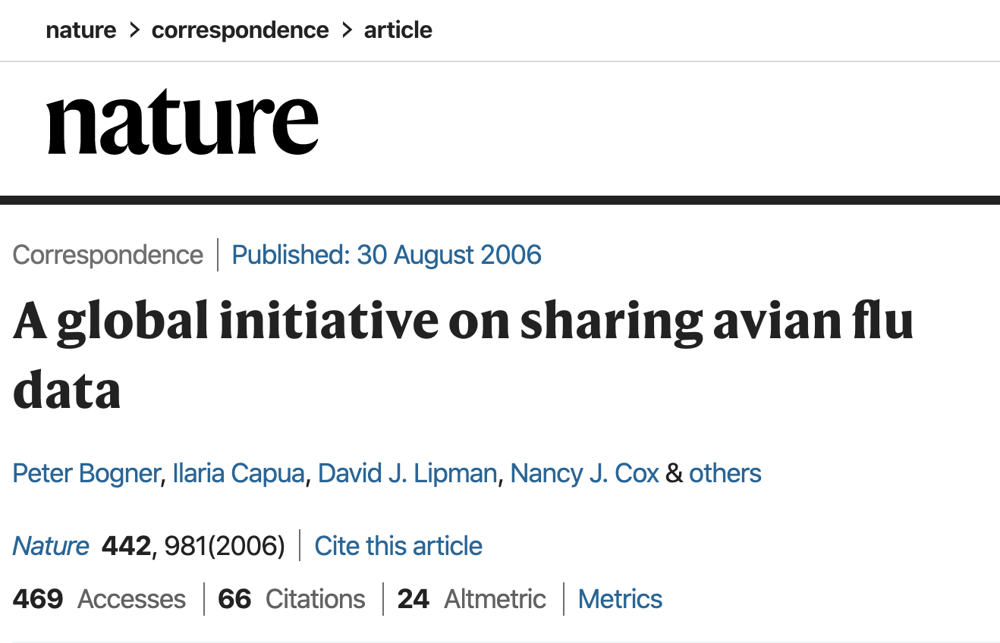 nature > correspondence > article
nature
Correspondence | Published: 30 August 2006
A global initiative on sharing avian flu
data
Peter Bogner, Ilaria Capua, David J. Lipman, Nancy J. Cox & others
Nature 442, 981(2006) | Cite this article
469 Accesses | 66 Citations | 24 Altmetric | Metrics